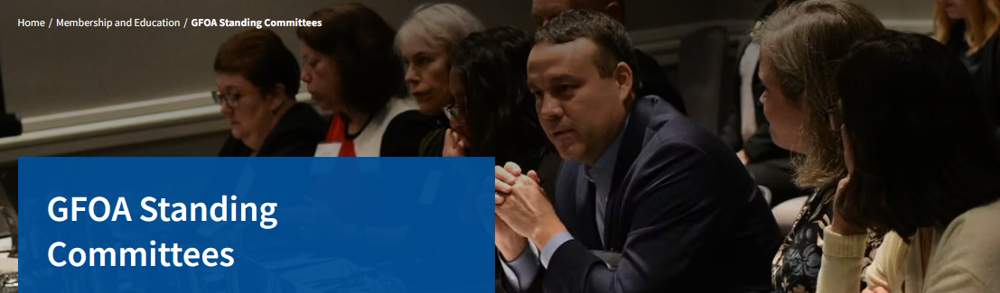 Home / Membership and Education / GFOA Standing Committees
GFOA Standing
Committees